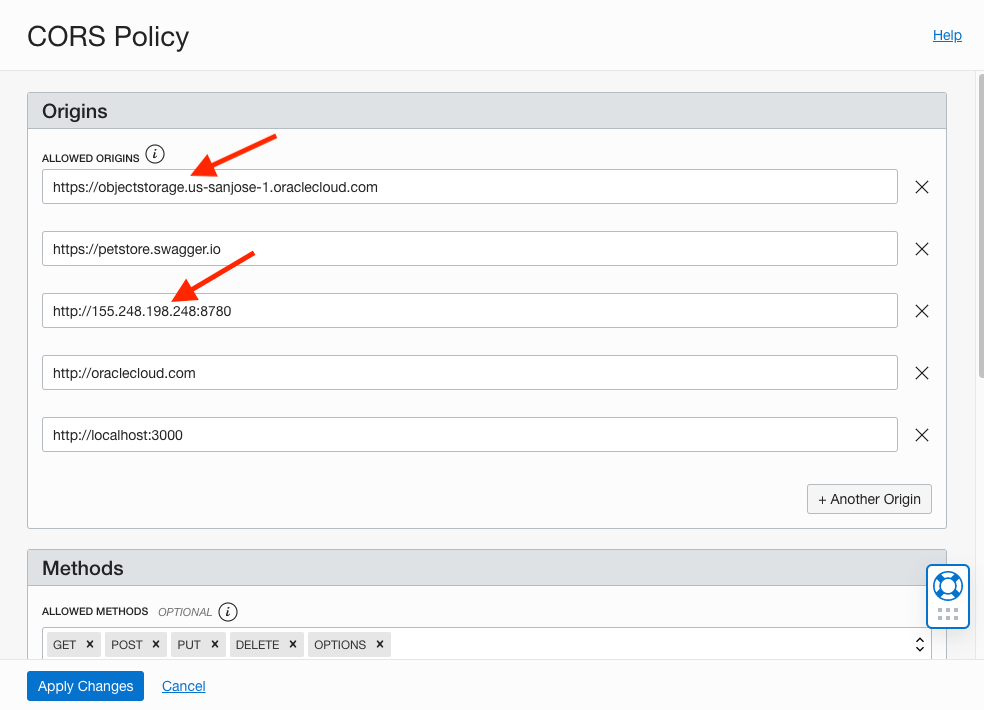 CORS Policy
Help
Origins
ALLOWED ORIGINS i
https://objectstorage.us-sanjose-1.oraclecloud.com
https://petstore.swagger.io
http://155.248.198.248:8780
http://oraclecloud.com
http://localhost:3000
+ Another Origin
Methods
ALLOWED METHODS OPTIONAL i
GET × POST × PUT × DELETE × OPTIONS ×
Apply Changes Cancel